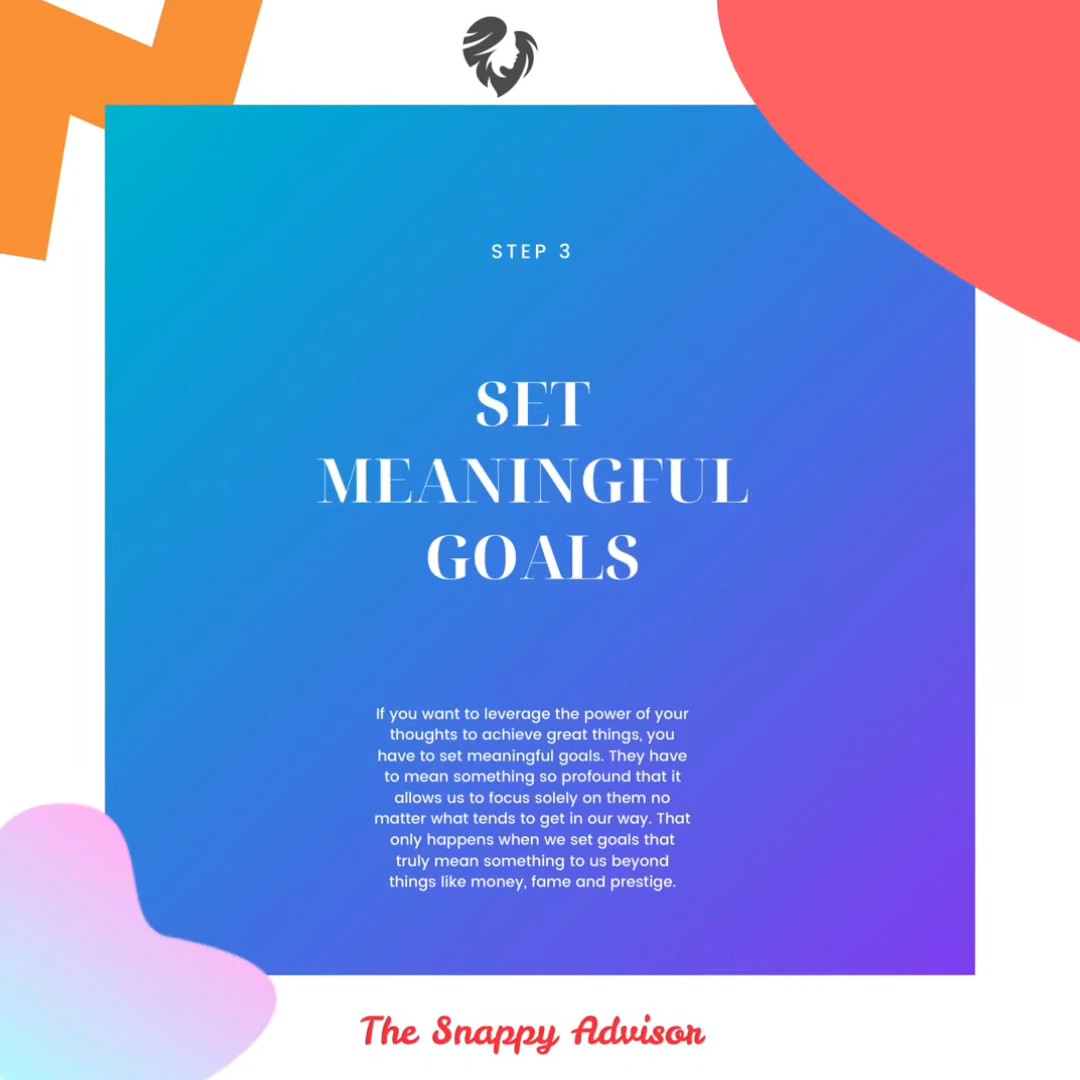 STEP 3
SET
MEANINGFUL
GOALS
If you want to leverage the power of your
thoughts to achieve great things, you
have to set meaningful goals. They have
to mean something so profound that it
allows us to focus solely on them no
matter what tends to get in our way. That
only happens when we set goals that
truly mean something to us beyond
things like money, fame and prestige.
The Snappy Advisor